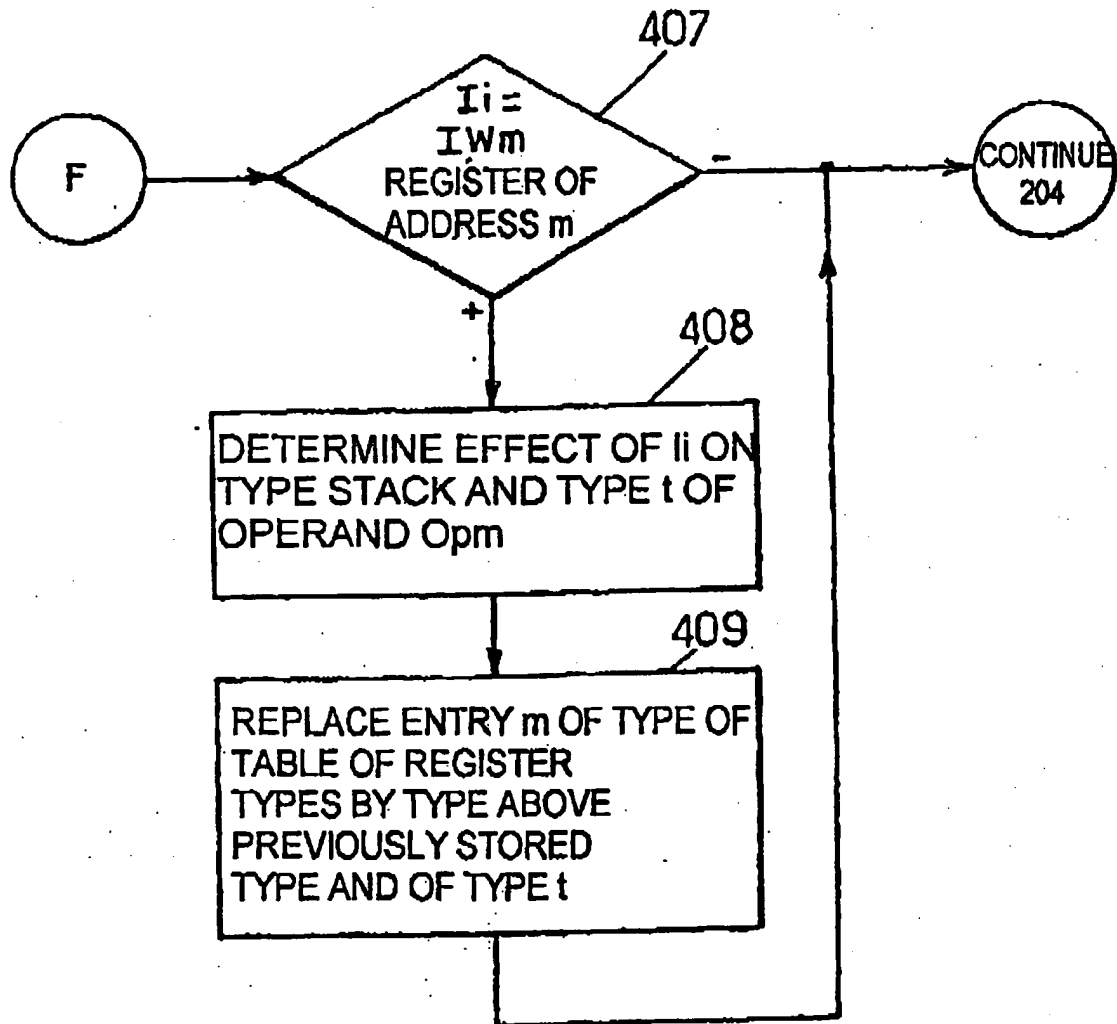 407
F
Ii =
IWm
REGISTER OF
ADDRESS m
-
+
CONTINUE
204
408
DETERMINE EFFECT OF Ii ON
TYPE STACK AND TYPE t OF
OPERAND Opm
409
REPLACE ENTRY m OF TYPE OF
TABLE OF REGISTER
TYPES BY TYPE ABOVE
PREVIOUSLY STORED
TYPE AND OF TYPE t